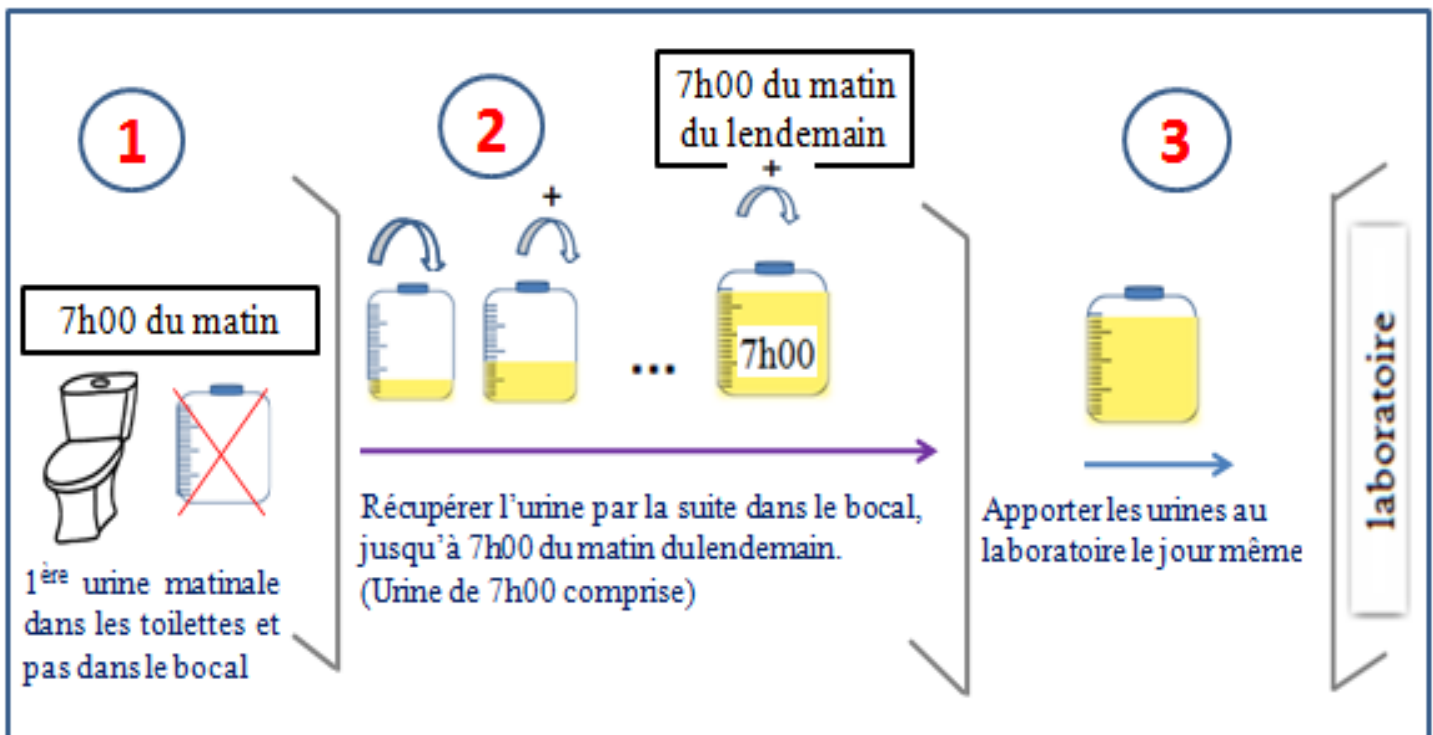 1
7h00 du matin
1ère urine matinale
dans les toilettes et
pas dans le bocal
2
7h00 du matin
du lendemain
+
+
...
7h00
Récupérer l'urine par la suite dans le bocal,
jusqu'à 7h00 du matin dulendemain.
(Urine de 7h00 comprise)
3
Apporter les urines au
laboratoire le jour même
laboratoire